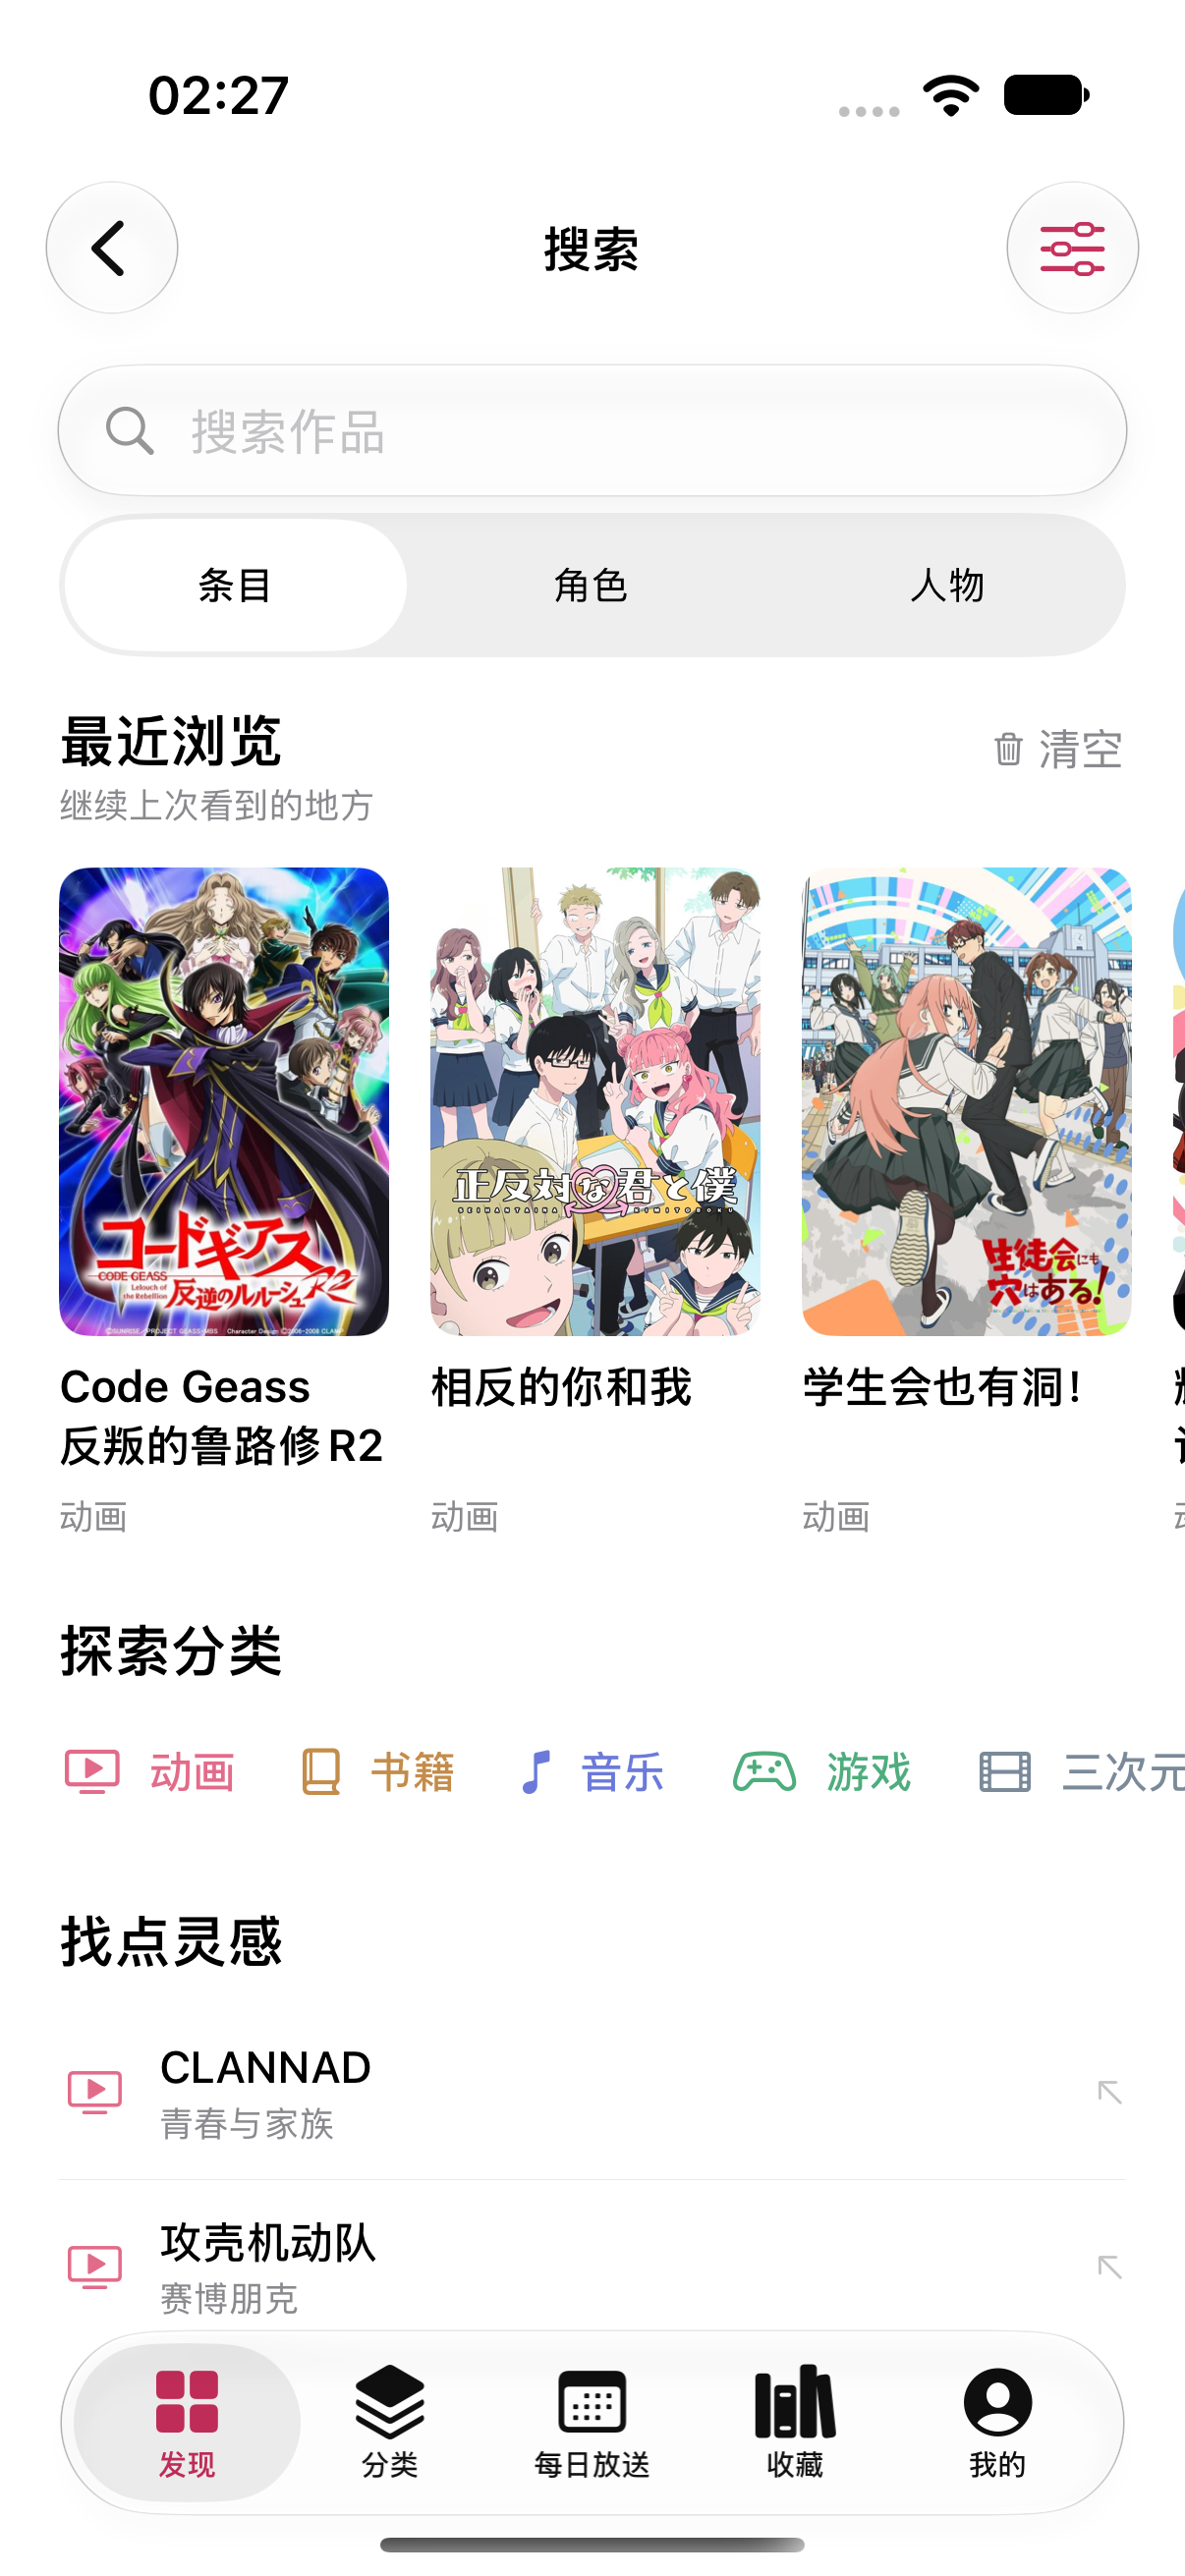 02:27
搜索
搜索作品
条目
角色
人物
最近浏览
清空
继续上次看到的地方
コードギアス
CODE GEASS
Lelouch of
the Rebellion
反逆のルルーシュR2
正反対な君と僕
生徒会にも
穴はある!
Code Geass
反叛的鲁路修 R2
动画
相反的你和我
动画
学生会也有洞!
动画
探索分类
动画
书籍
音乐
游戏
三次元
找点灵感
CLANNAD
青春与家族
攻壳机动队
赛博朋克
发现
分类
每日放送
收藏
我的